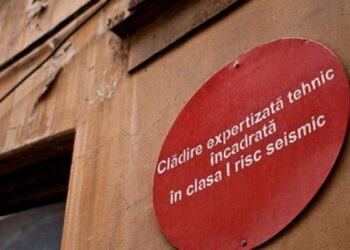 Clădire expertizată tehnic
încadrată
în clasa I risc seismic